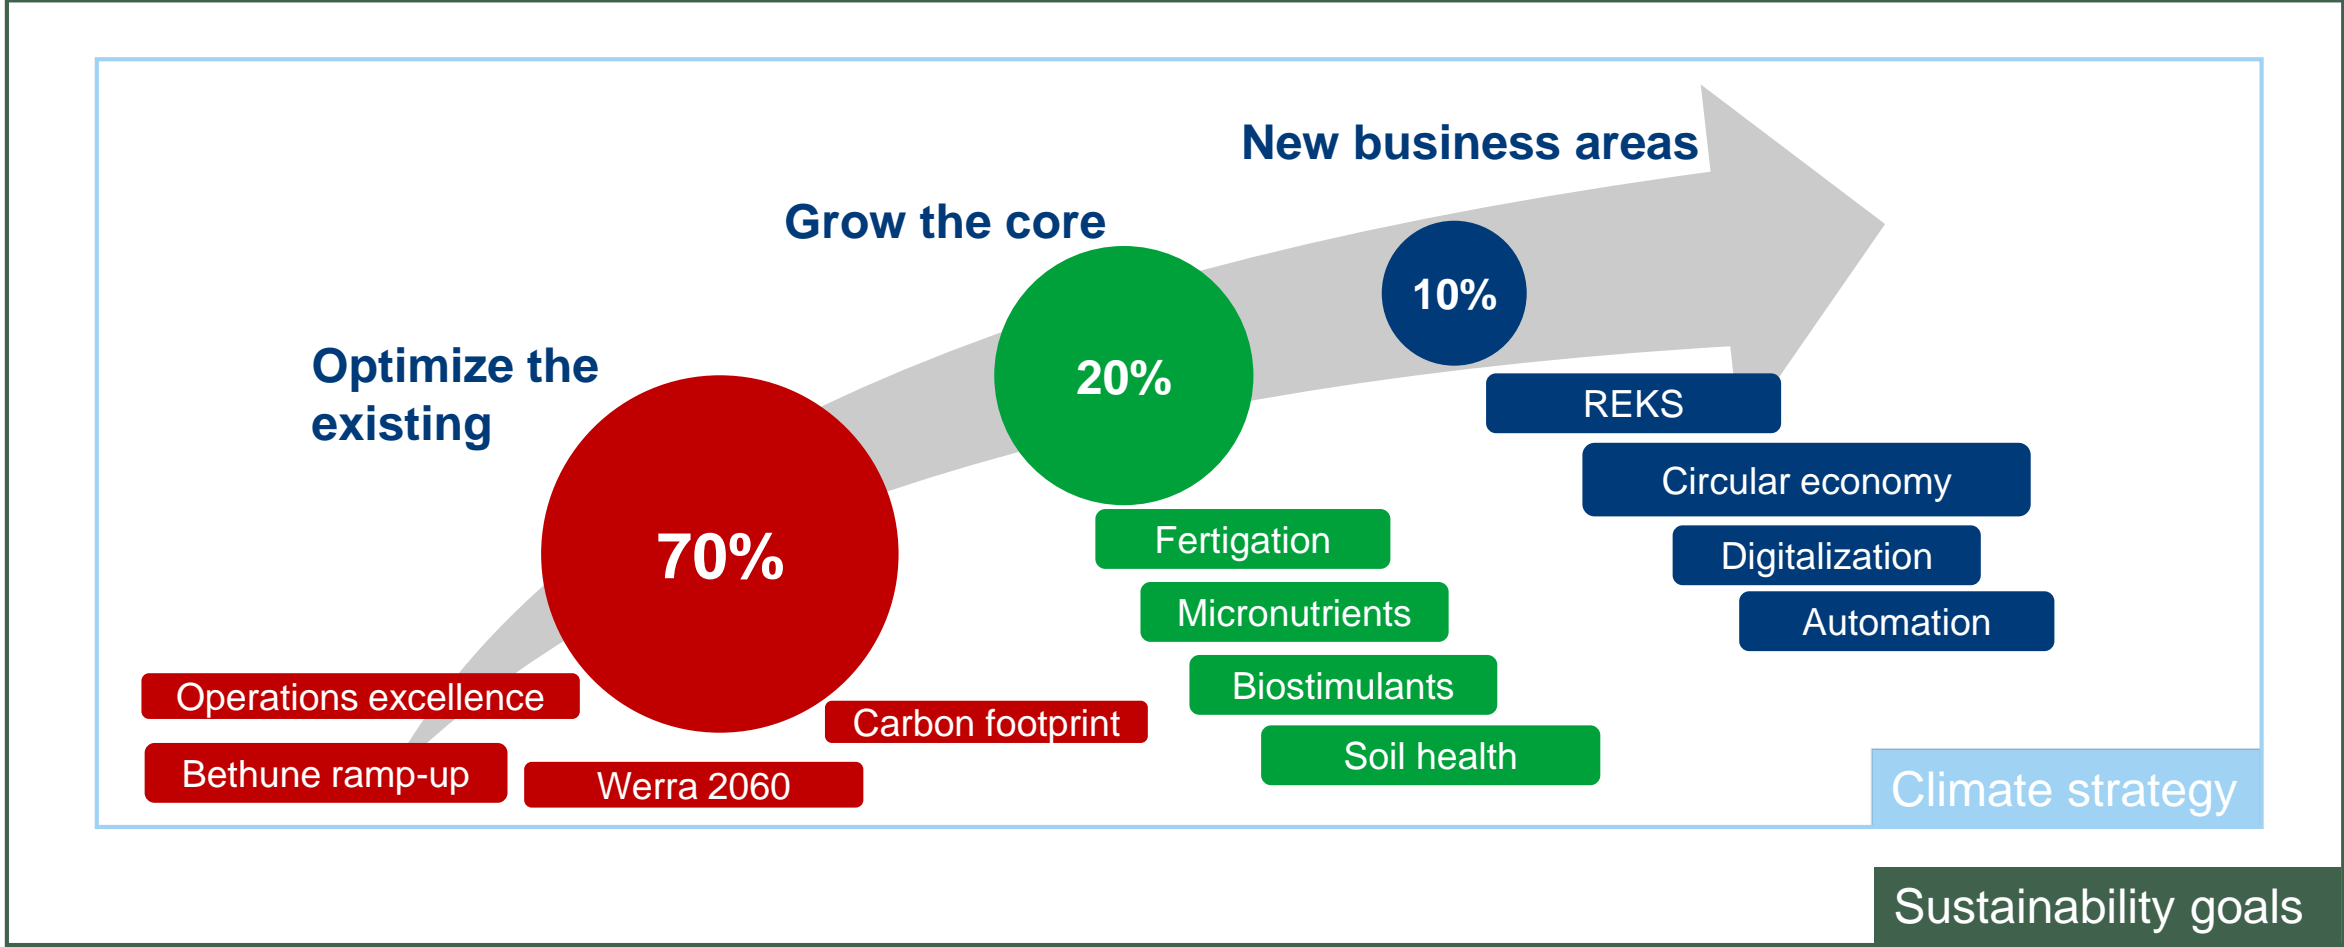 New business areas
Grow the core
10%
Optimize the
existing
20%
REKS
Circular economy
70%
Fertigation
Digitalization
Micronutrients
Automation
Operations excellence
Biostimulants
Carbon footprint
Bethune ramp-up
Werra 2060
Soil health
Climate strategy
Sustainability goals